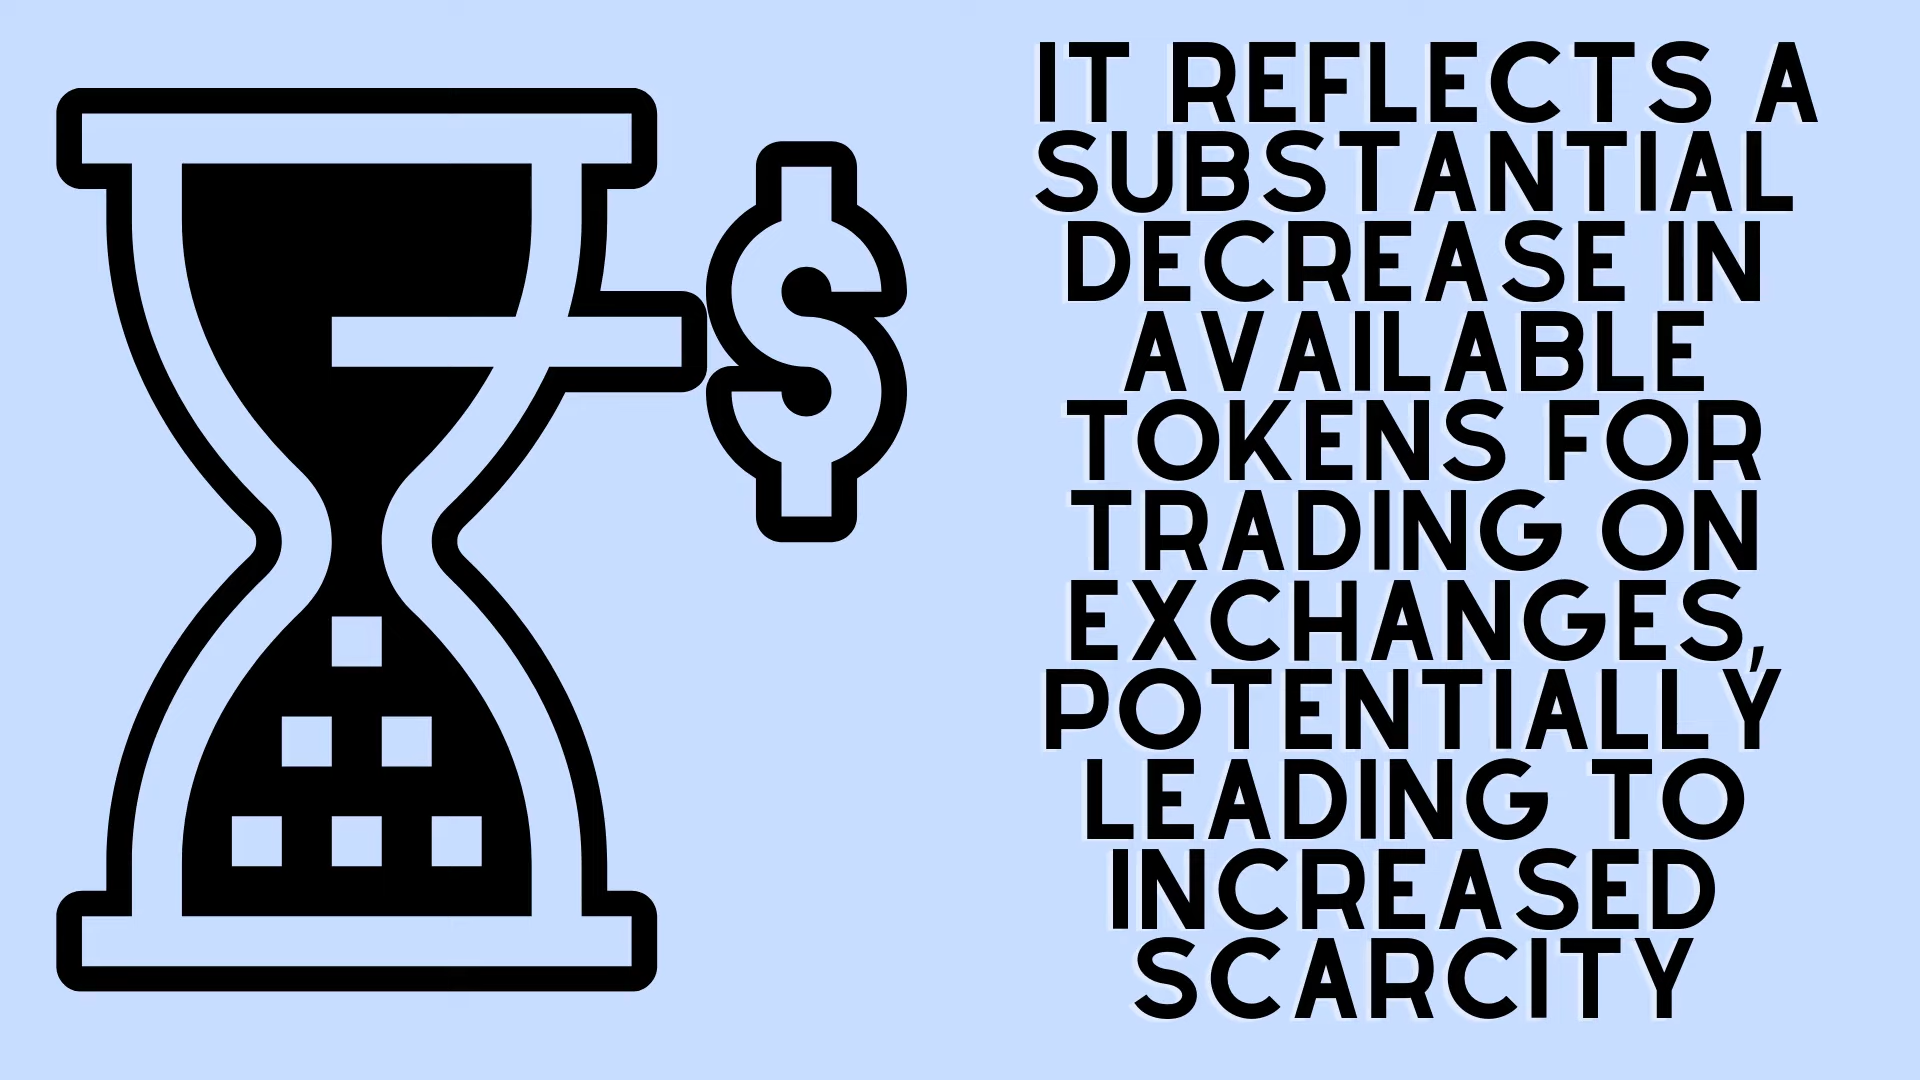 IT REFLECTS A
SUBSTANTIAL
DECREASE IN
AVAILABLE
TOKENS FOR
TRADING ON
EXCHANGES,
POTENTIALLY
LEADING TO
INCREASED
SCARCITY